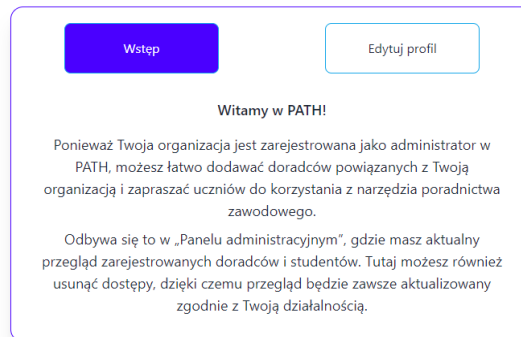 Wstęp
Edytuj profil
Witamy w PATH!
Ponieważ Twoja organizacja jest zarejestrowana jako administrator w
PATH, możesz łatwo dodawać doradców powiązanych z Twoją
organizacją i zapraszać uczniów do korzystania z narzędzia poradnictwa
zawodowego.
Odbywa się to w „Panelu administracyjnym”, gdzie masz aktualny
przegląd zarejestrowanych doradców i studentów. Tutaj możesz również
usunąć dostępy, dzięki czemu przegląd będzie zawsze aktualizowany
zgodnie z Twoją działalnością.